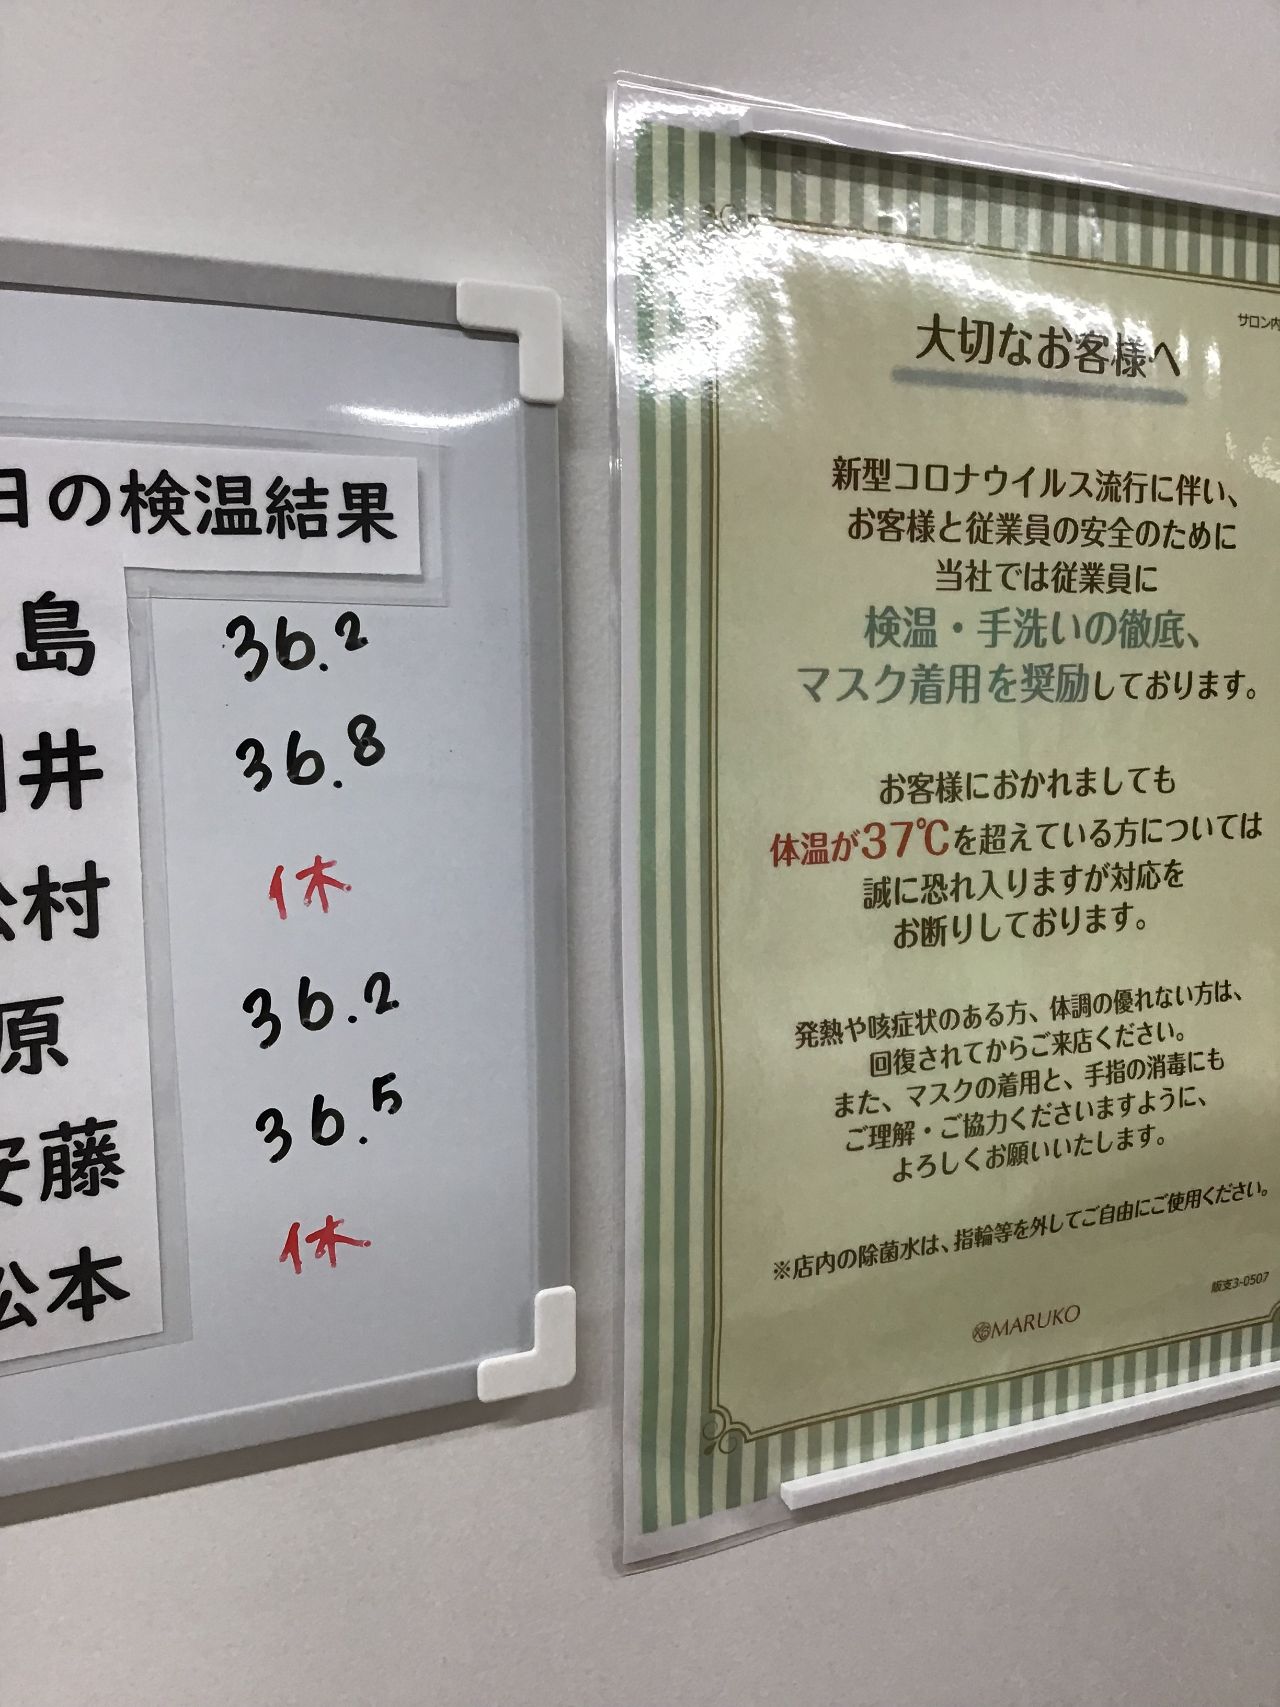 日の検温結果
島 36.2
井 36.8
村 休
原 36.2
安藤 36.5
松本 休
サロン内
大切なお客様へ
新型コロナウイルス流行に伴い、
お客様と従業員の安全のために
当社では従業員に
検温・手洗いの徹底、
マスク着用を奨励しております。
お客様におかれましても
体温が37℃を超えている方については
誠に恐れ入りますが対応を
お断りしております。
発熱や咳症状のある方、体調の優れない方は、
回復されてからご来店ください。
また、マスクの着用と、手指の消毒にも
ご理解・ご協力くださいますように、
よろしくお願いいたします。
※店内の除菌水は、指輪等を外してご自由にご使用ください。
販支3-0507
MARUKO